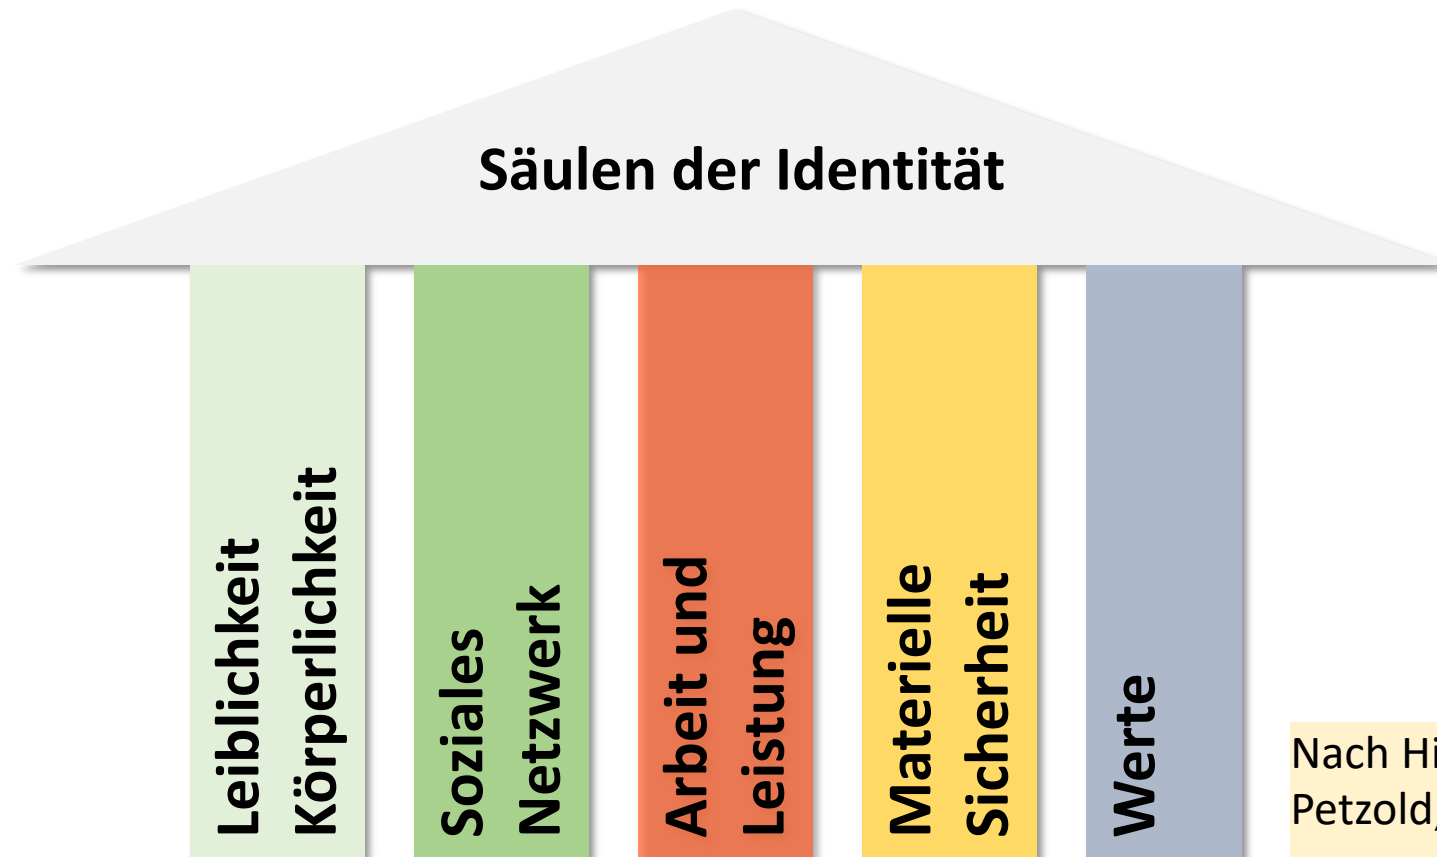 Säulen der Identität
Leiblichkeit
Körperlichkeit
Soziales
Netzwerk
Arbeit und
Leistung
Materielle
Sicherheit
Werte
Nach
Petzold,